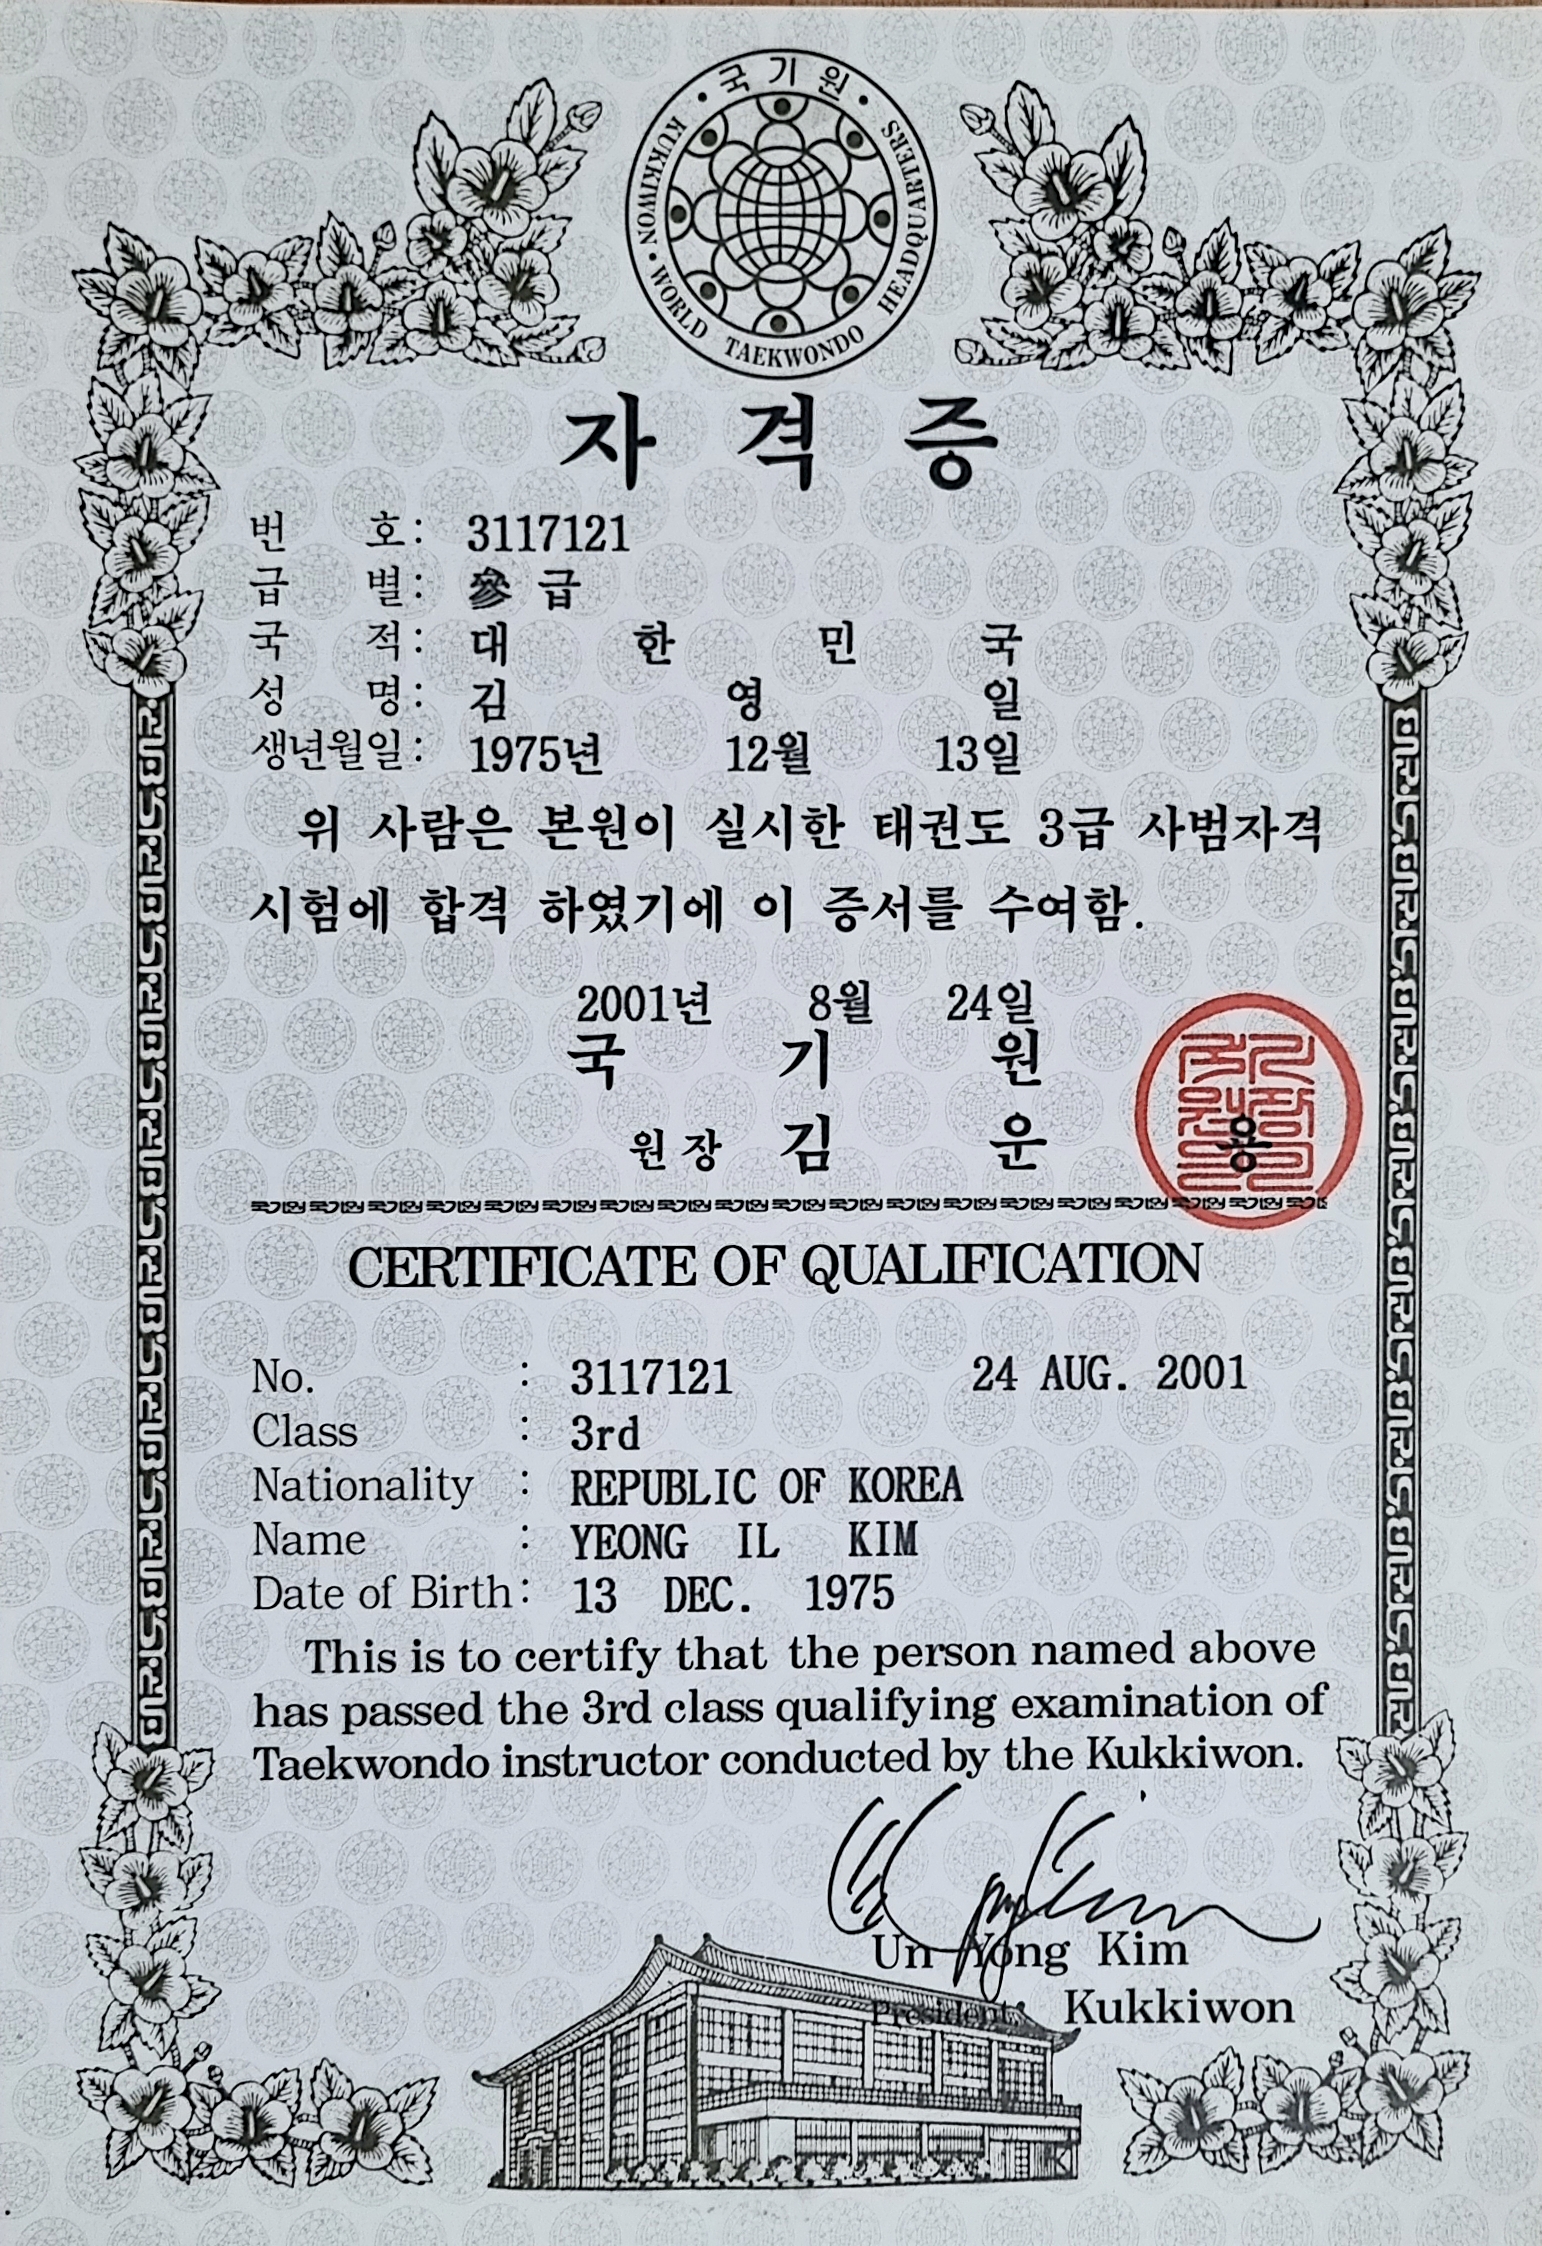 국기원
KUKKIWON · WORLD TAEKWONDO HEADQUARTERS
자 격 증
번 호 : 3117121
급 별 : 參 급
국 적 : 대 한 민 국
성 명 : 김 영 일
생년월일 : 1975년 12월 13일
위 사람은 본원이 실시한 태권도 3급 사범자격
시험에 합격 하였기에 이 증서를 수여함.
2001년 8월 24일
국 기 원
원장 김 운 용
CERTIFICATE OF QUALIFICATION
No. : 3117121 24 AUG. 2001
Class : 3rd
Nationality : REPUBLIC OF KOREA
Name : YEONG IL KIM
Date of Birth : 13 DEC. 1975
This is to certify that the person named above
has passed the 3rd class qualifying examination of
Taekwondo instructor conducted by the Kukkiwon.
Un Yong Kim
President: Kukkiwon